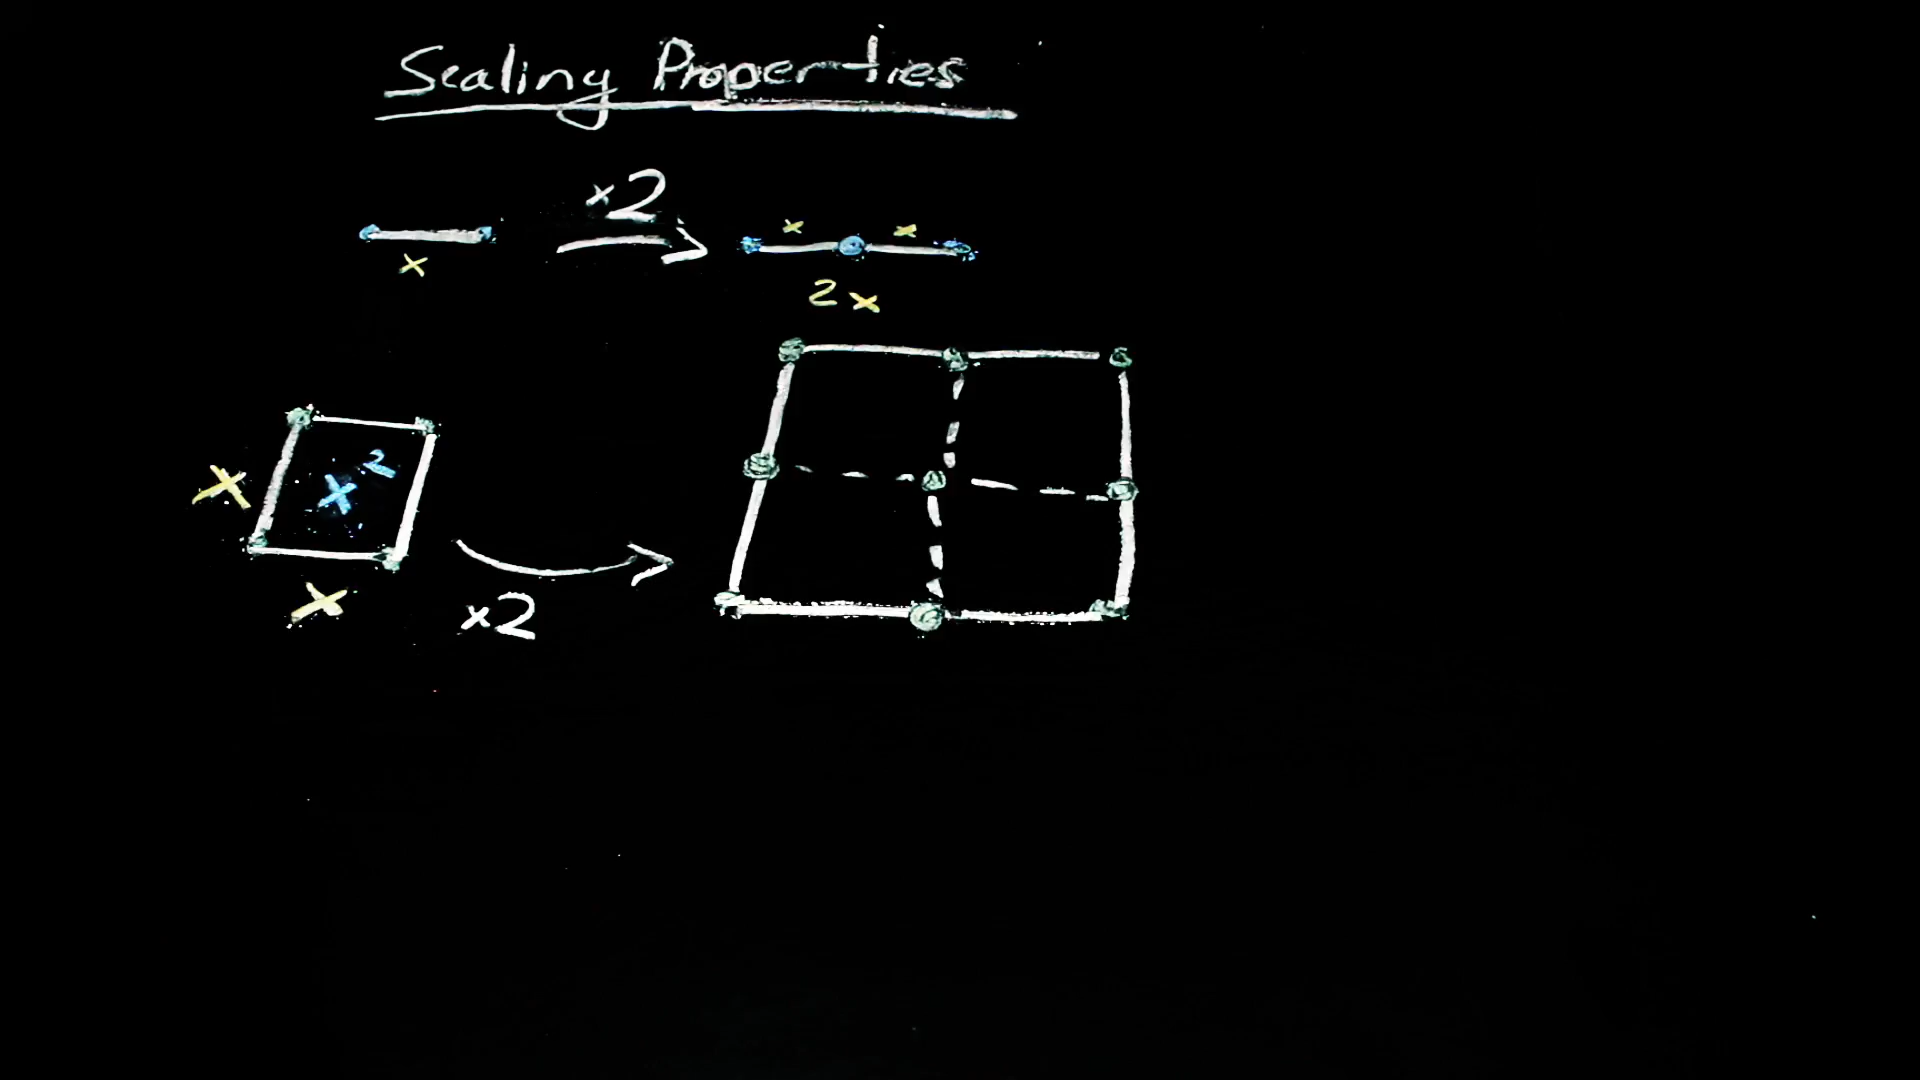 Scaling Properties
×2
x
x x
2x
x
x²
x
×2